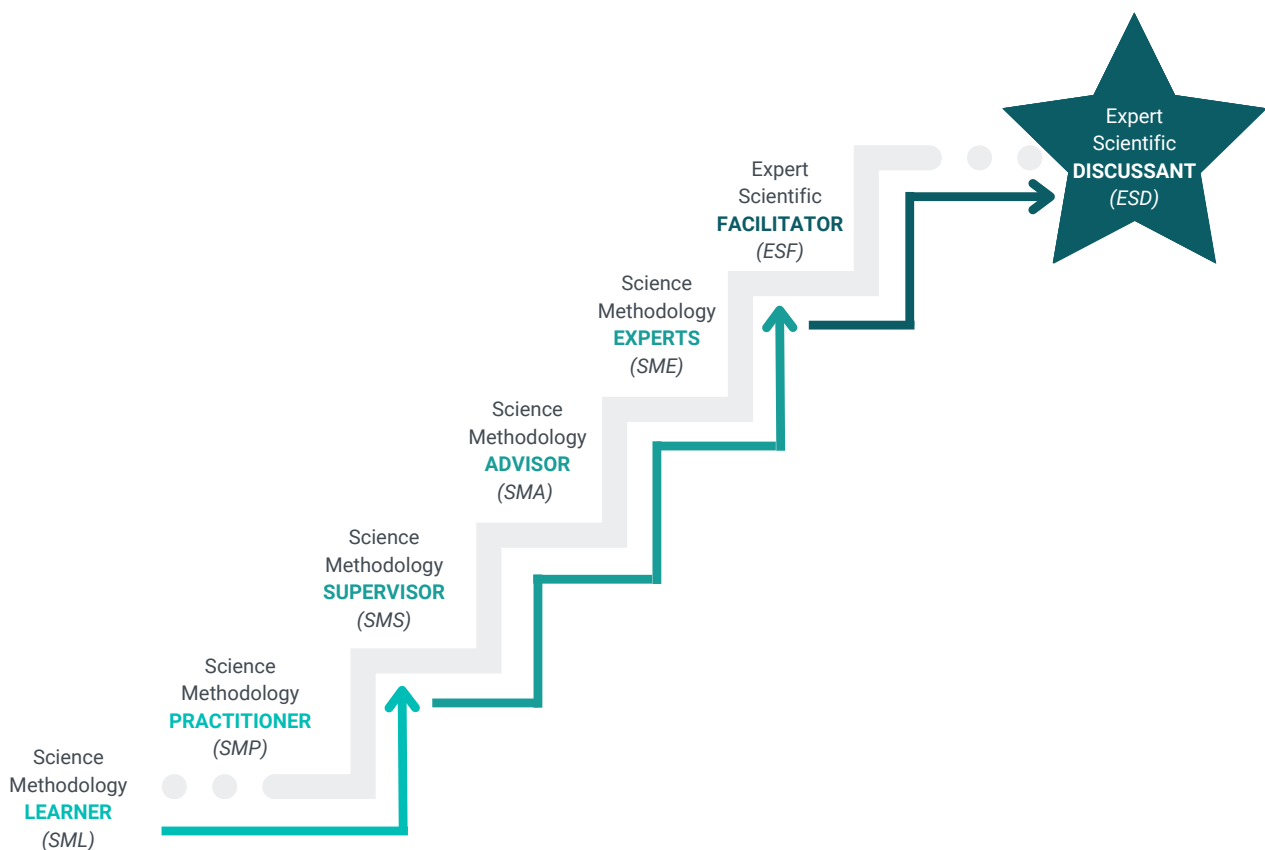 Expert
Scientific
DISCUSSANT
(ESD)
Expert
Scientific
FACILITATOR
(ESF)
Science
Methodology
EXPERTS
(SME)
Science
Methodology
ADVISOR
(SMA)
Science
Methodology
SUPERVISOR
(SMS)
Science
Methodology
PRACTITIONER
(SMP)
Science
Methodology
LEARNER
(SML)